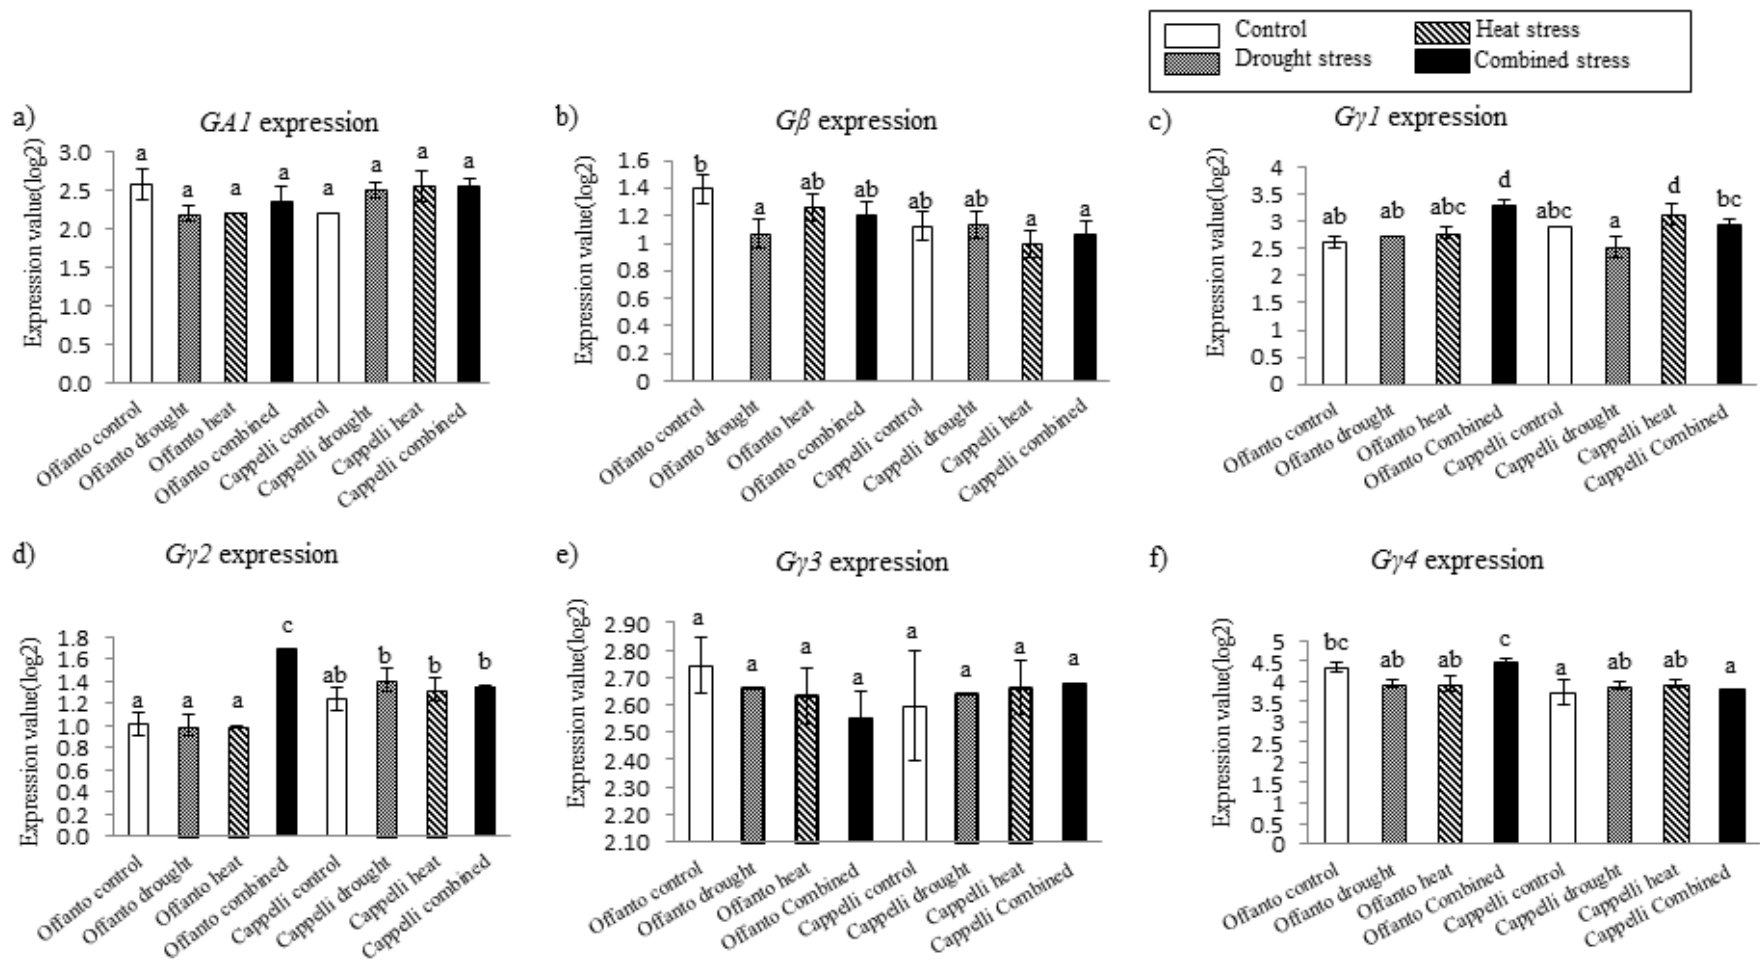 Control
Heat stress
Drought stress
Combined stress
a)
GA1 expression
Expression value(log2)
3.0
2.5
2.0
1.5
1.0
0.5
0.0
a
a
a
a
a
a
a
a
Offanto control
Offanto drought
Offanto heat
Offanto combined
Cappelli control
Cappelli drought
Cappelli heat
Cappelli combined
b)
Gβ expression
Expression value(log2)
1.6
1.4
1.2
1
0.8
0.6
0.4
0.2
0
b
a
ab
ab
ab
ab
a
a
Offanto control
Offanto drought
Offanto heat
Offanto combined
Cappelli control
Cappelli drought
Cappelli heat
Cappelli combined
c)
Gγ1 expression
Expression value(log2)
4
3.5
3
2.5
2
1.5
1
0.5
0
ab
ab
abc
d
abc
a
d
bc
Offanto control
Offanto drought
Offanto heat
Offanto Combined
Cappelli control
Cappelli drought
Cappelli heat
Cappelli Combined
d)
Gγ2 expression
Expression value(log2)
1.8
1.6
1.4
1.2
1.0
0.8
0.6
0.4
0.2
0.0
a
a
a
c
ab
b
b
b
Offanto control
Offanto drought
Offanto heat
Offanto combined
Cappelli control
Cappelli drought
Cappelli heat
Cappelli combined
e)
Gγ3 expression
Expression value(log2)
2.90
2.80
2.70
2.60
2.50
2.40
2.30
2.20
2.10
a
a
a
a
a
a
a
a
Offanto control
Offanto drought
Offanto heat
Offanto Combined
Cappelli control
Cappelli drought
Cappelli heat
Cappelli Combined
f)
Gγ4 expression
Expression value(log2)
5
4.5
4
3.5
3
2.5
2
1.5
1
0.5
0
bc
ab
ab
c
a
ab
ab
a
Offanto control
Offanto drought
Offanto heat
Offanto Combined
Cappelli control
Cappelli drought
Cappelli heat
Cappelli Combined